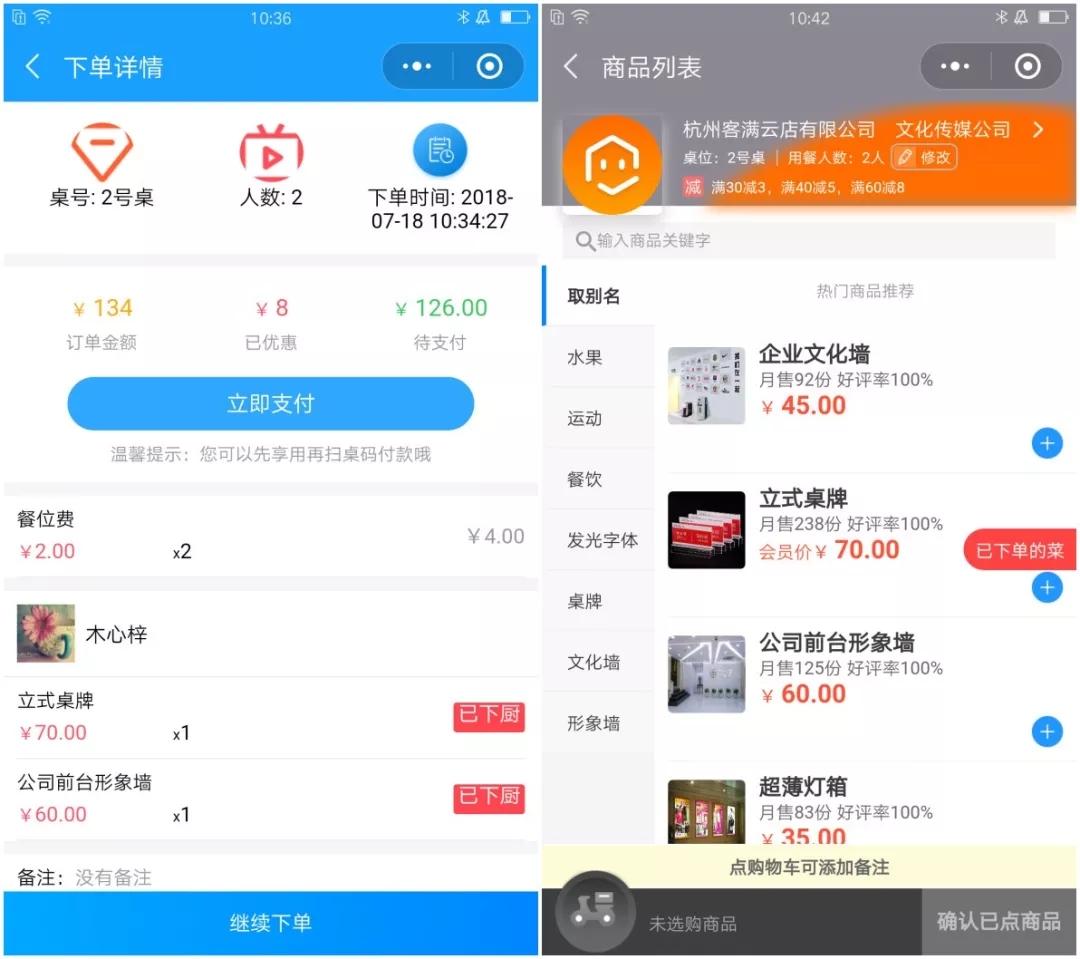 10:36
下单详情
桌号: 2号桌
人数: 2
下单时间: 2018-
07-18 10:34:27
¥ 134
¥ 8
¥ 126.00
订单金额
已优惠
待支付
立即支付
温馨提示：您可以先享用再扫桌码付款哦
餐位费
¥2.00
x2
¥4.00
木心梓
立式桌牌
¥70.00
x1
已下厨
公司前台形象墙
¥60.00
x1
已下厨
备注：没有备注
继续下单
10:42
商品列表
杭州客满云店有限公司 文化传媒公司
桌位：2号桌 | 用餐人数：2人 修改
减 满30减3，满40减5，满60减8
输入商品关键字
取别名
水果
运动
餐饮
发光字体
桌牌
文化墙
形象墙
热门商品推荐
企业文化墙
月售92份 好评率100%
¥ 45.00
立式桌牌
月售238份 好评率100%
会员价¥ 70.00
已下单的菜
公司前台形象墙
月售125份 好评率100%
¥ 60.00
超薄灯箱
月售83份 好评率100%
¥ 35.00
点购物车可添加备注
未选购商品
确认已点商品